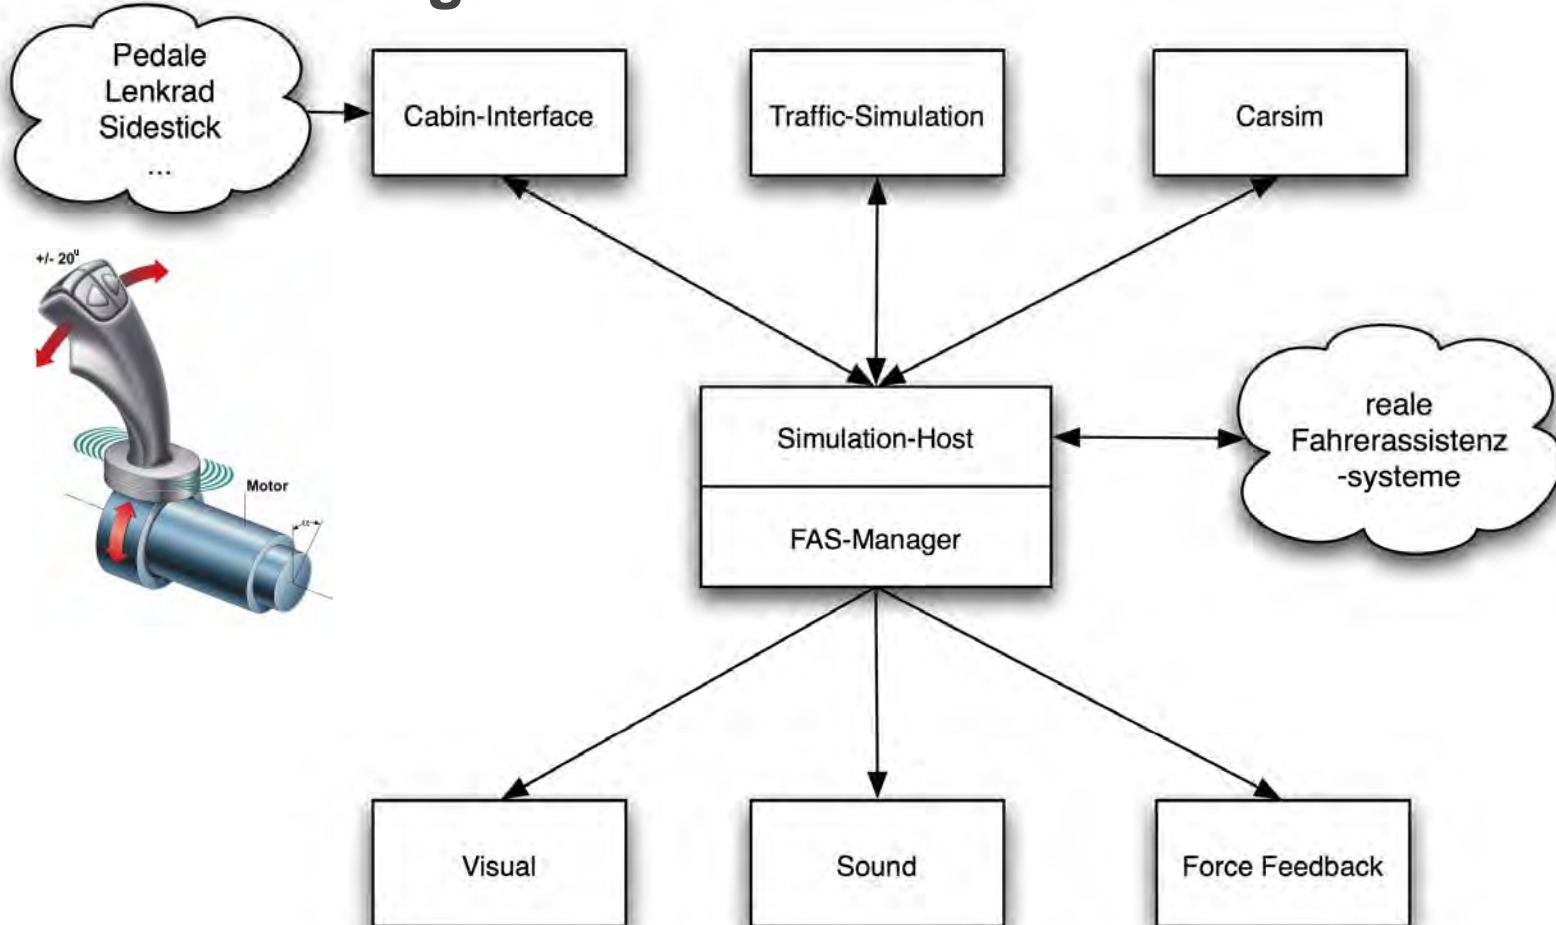 Pedale
Lenkrad
Sidestick
...
Cabin-Interface
Traffic-Simulation
Carsim
+/- 20°
Motor
Simulation-Host
FAS-Manager
reale
Fahrerassistenz
-systeme
Visual
Sound
Force Feedback